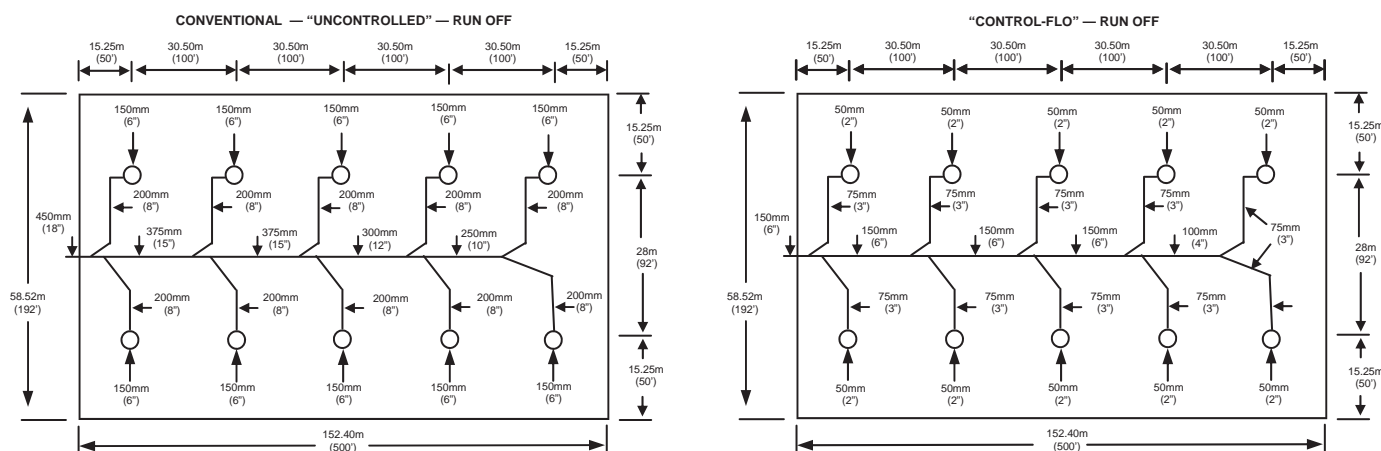 CONVENTIONAL — “UNCONTROLLED” — RUN OFF
15.25m
(50’)
30.50m
(100’)
30.50m
(100’)
30.50m
(100’)
30.50m
(100’)
15.25m
(50’)
150mm
(6”)
150mm
(6”)
150mm
(6”)
150mm
(6”)
150mm
(6”)
15.25m
(50’)
200mm
(8”)
200mm
(8”)
200mm
(8”)
200mm
(8”)
200mm
(8”)
450mm
(18”)
375mm
(15”)
375mm
(15”)
300mm
(12”)
250mm
(10”)
28m
(92’)
58.52m
(192’)
200mm
(8”)
200mm
(8”)
200mm
(8”)
200mm
(8”)
200mm
(8”)
15.25m
(50’)
150mm
(6”)
150mm
(6”)
150mm
(6”)
150mm
(6”)
150mm
(6”)
152.40m
(500’)
“CONTROL-FLO” — RUN OFF
15.25m
(50’)
30.50m
(100’)
30.50m
(100’)
30.50m
(100’)
30.50m
(100’)
15.25m
(50’)
50mm
(2”)
50mm
(2”)
50mm
(2”)
50mm
(2”)
50mm
(2”)
15.25m
(50’)
75mm
(3”)
75mm
(3”)
75mm
(3”)
75mm
(3”)
150mm
(6”)
150mm
(6”)
150mm
(6”)
150mm
(6”)
100mm
(4”)
75mm
(3”)
28m
(92’)
58.52m
(192’)
75mm
(3”)
75mm
(3”)
75mm
(3”)
75mm
(3”)
15.25m
(50’)
50mm
(2”)
50mm
(2”)
50mm
(2”)
50mm
(2”)
50mm
(2”)
152.40m
(500’)